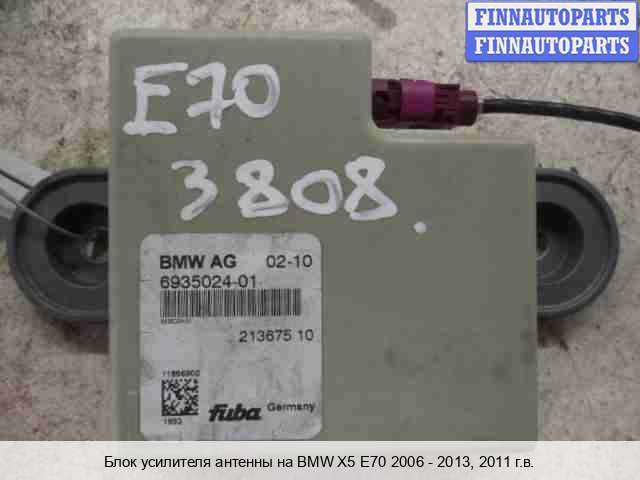 FINNAUTOPARTS
FINNAUTOPARTS
E70
3808.
BMW AG 02-10
6935024-01
213675 10
fuba Germany
Блок усилителя антенны на BMW X5 E70 2006 - 2013, 2011 г.в.